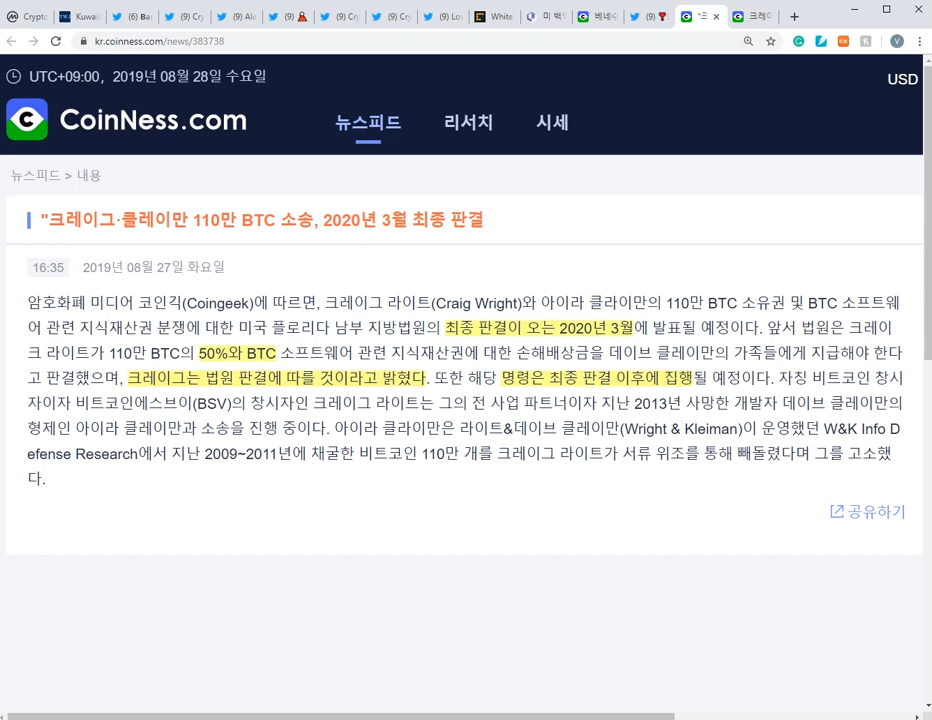 Crypto
Kuwait
(6) Ba
(9) Cry
(9) Ale
(9)
(9) Cry
(9) Cry
(9) Lo
White
미 백
베네수
(9)
"크
크레이
kr.coinness.com/news/383738
UTC+09:00, 2019년 08월 28일 수요일
USD
CoinNess.com
뉴스피드 리서치 시세
뉴스피드 > 내용
"크레이그·클레이만 110만 BTC 소송, 2020년 3월 최종 판결
16:35 2019년 08월 27일 화요일
암호화폐 미디어 코인긱(Coingeek)에 따르면, 크레이그 라이트(Craig Wright)와 아이라 클라이만의 110만 BTC 소유권 및 BTC 소프트웨
어 관련 지식재산권 분쟁에 대한 미국 플로리다 남부 지방법원의 최종 판결이 오는 2020년 3월에 발표될 예정이다. 앞서 법원은 크레이
크 라이트가 110만 BTC의 50%와 BTC 소프트웨어 관련 지식재산권에 대한 손해배상금을 데이브 클레이만의 가족들에게 지급해야 한다
고 판결했으며, 크레이그는 법원 판결에 따를 것이라고 밝혔다. 또한 해당 명령은 최종 판결 이후에 집행될 예정이다. 자칭 비트코인 창시
자이자 비트코인에스브이(BSV)의 창시자인 크레이그 라이트는 그의 전 사업 파트너이자 지난 2013년 사망한 개발자 데이브 클레이만의
형제인 아이라 클레이만과 소송을 진행 중이다. 아이라 클라이만은 라이트&데이브 클레이만(Wright & Kleiman)이 운영했던 W&K Info D
efense Research에서 지난 2009~2011년에 채굴한 비트코인 110만 개를 크레이그 라이트가 서류 위조를 통해 빼돌렸다며 그를 고소했
다.
공유하기